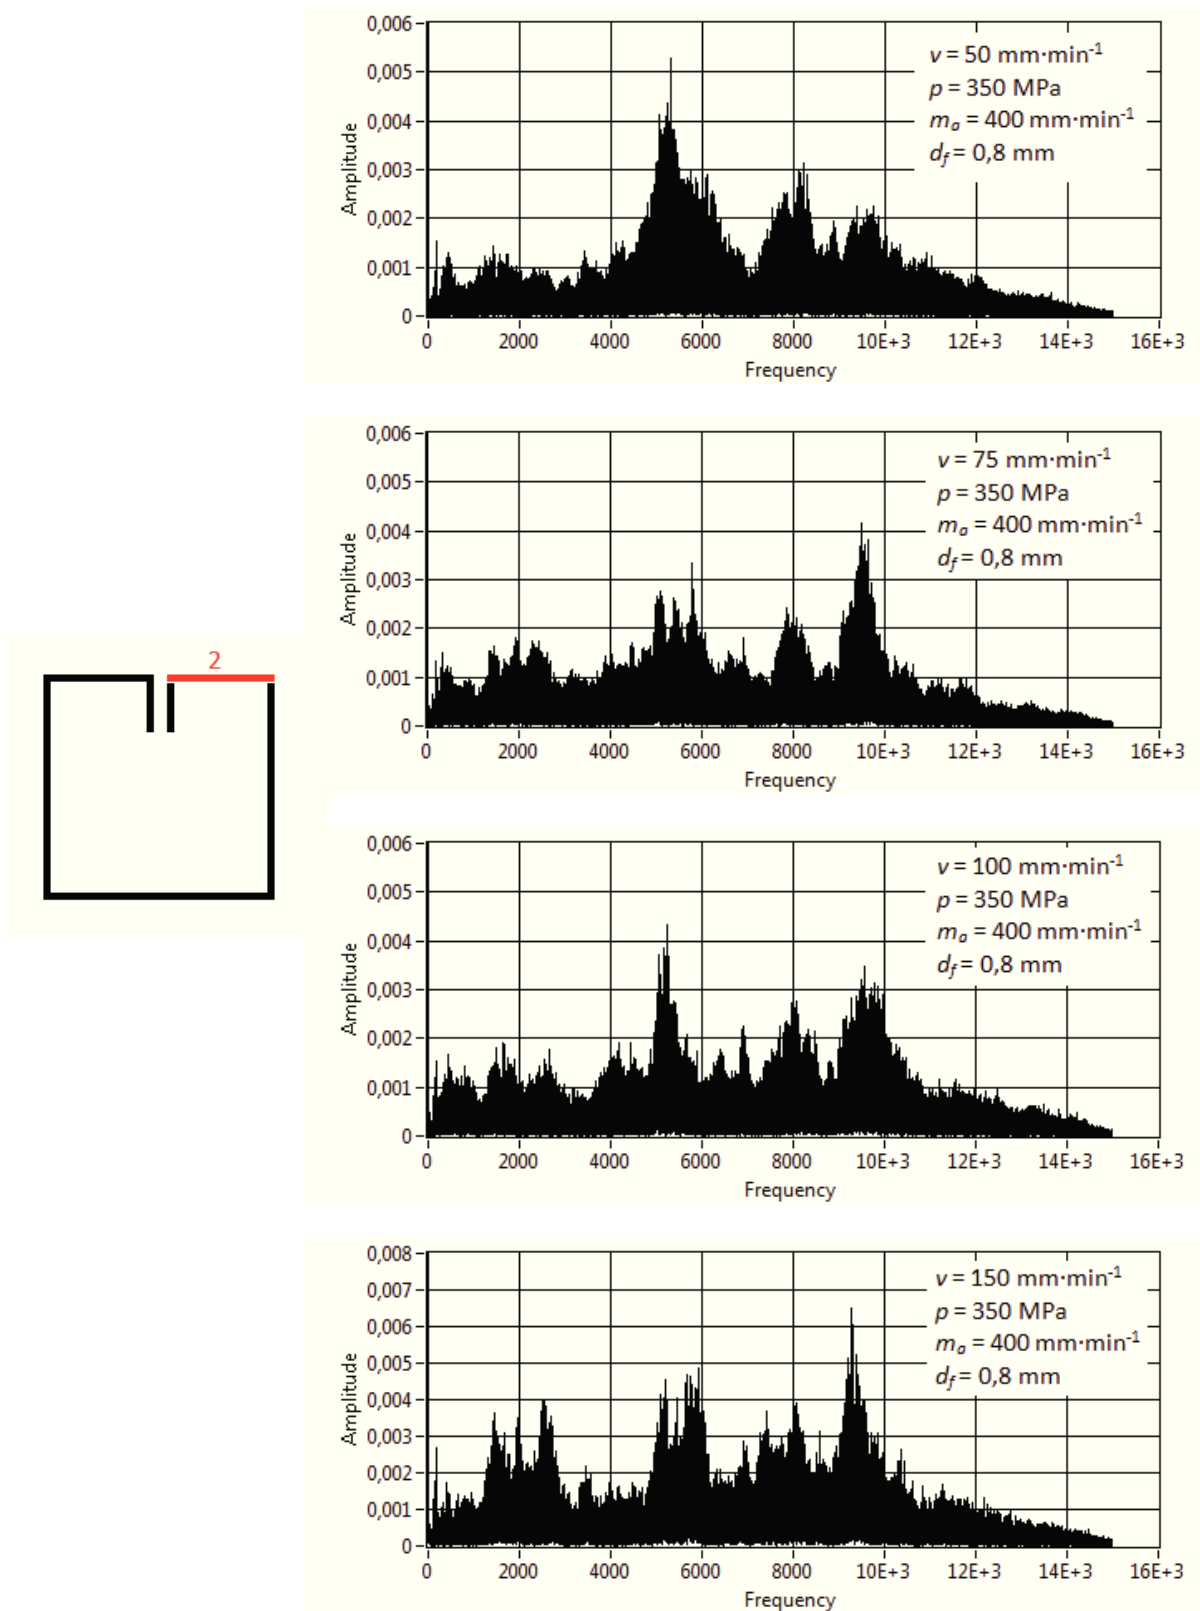 0,006
v = 50 mm·min-1
0,005
p = 350 MPa
0,004
mₐ = 400 mm·min-1
0,003
d_f = 0,8 mm
0,002
0,001
0
Amplitude
0 2000 4000 6000 8000 10E+3 12E+3 14E+3 16E+3
Frequency
0,006
v = 75 mm·min-1
0,005
p = 350 MPa
0,004
mₐ = 400 mm·min-1
0,003
d_f = 0,8 mm
0,002
0,001
0
Amplitude
0 2000 4000 6000 8000 10E+3 12E+3 14E+3 16E+3
Frequency
2
0,006
v = 100 mm·min-1
0,005
p = 350 MPa
0,004
mₐ = 400 mm·min-1
0,003
d_f = 0,8 mm
0,002
0,001
0
Amplitude
0 2000 4000 6000 8000 10E+3 12E+3 14E+3 16E+3
Frequency
0,008
v = 150 mm·min-1
0,007
p = 350 MPa
0,006
mₐ = 400 mm·min-1
0,005
d_f = 0,8 mm
0,004
0,003
0,002
0,001
0
Amplitude
0 2000 4000 6000 8000 10E+3 12E+3 14E+3 16E+3
Frequency